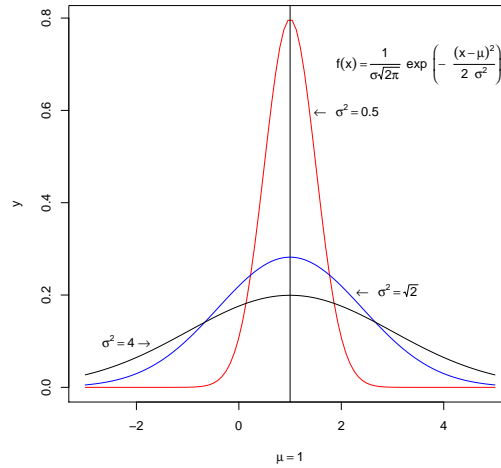 f(x) = 1/(σ√2π) exp (− (x−μ)²/(2 σ²))
← σ² = 0.5
← σ² = √2
σ² = 4 →
y
0.8
0.6
0.4
0.2
0.0
−2 0 2 4
μ = 1